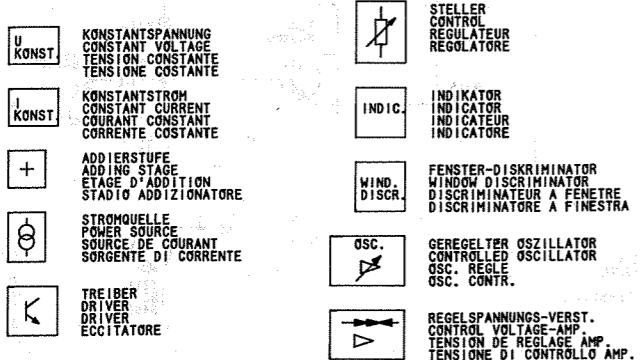 U
KONST.
KONSTANTSPANNUNG
CONSTANT VOLTAGE
TENSION CONSTANTE
TENSIONE COSTANTE
I
KONST.
KONSTANTSTROM
CONSTANT CURRENT
COURANT CONSTANT
CORRENTE COSTANTE
+
ADDIERSTUFE
ADDING STAGE
ETAGE D'ADDITION
STADIO ADDIZIONATORE
STROMQUELLE
POWER SOURCE
SOURCE DE COURANT
SORGENTE DI CORRENTE
TREIBER
DRIVER
DRIVER
ECCITATORE
STELLER
CONTROL
REGULATEUR
REGOLATORE
INDIC.
INDIKATOR
INDICATOR
INDICATEUR
INDICATORE
WIND.
DISCR.
FENSTER-DISKRIMINATOR
WINDOW DISCRIMINATOR
DISCRIMINATEUR A FENETRE
DISCRIMINATORE A FINESTRA
OSC.
GEREGELTER OSZILLATOR
CONTROLLED OSCILLATOR
OSC. REGLE
OSC. CONTR.
REGELSPANNUNGS-VERST.
CONTROL VOLTAGE-AMP.
TENSION DE REGLAGE AMP.
TENSIONE DI CONTROLLO AMP.